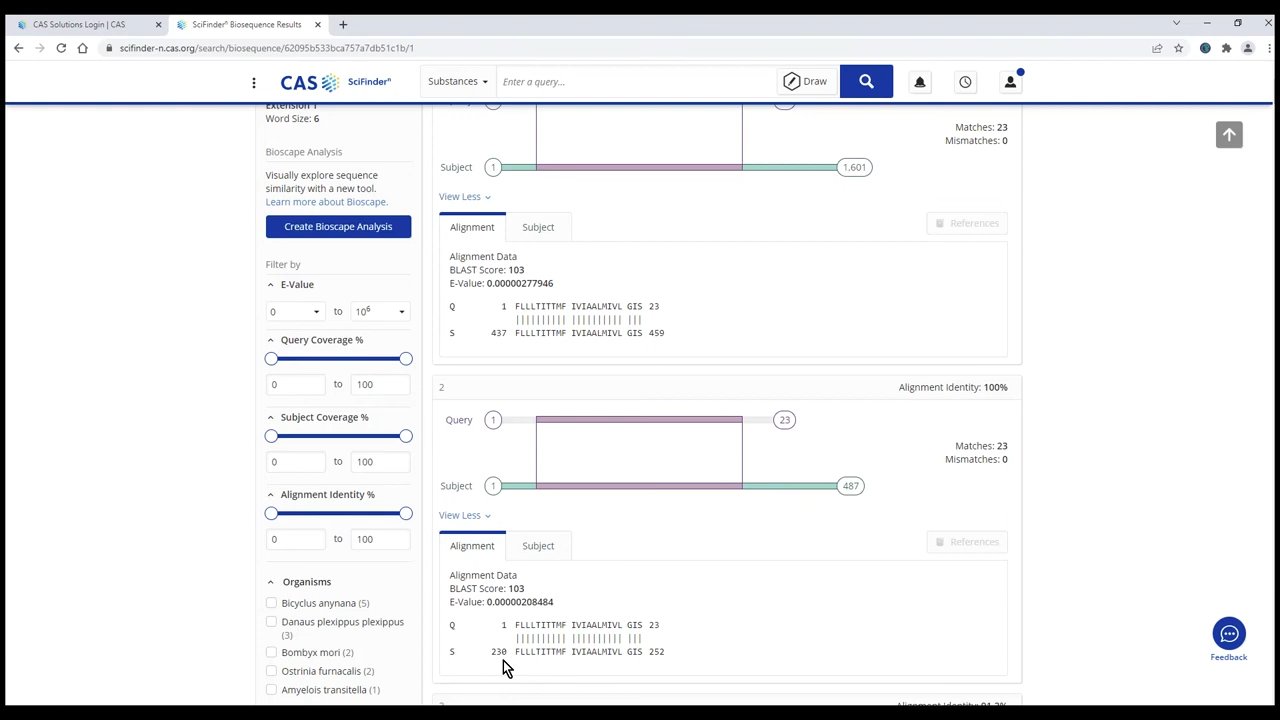 CAS Solutions Login | CAS
SciFinder® Biosequence Results
scifinder-n.cas.org/search/biosequence/62095b533bca757a7db51c1b/1
CAS SciFinderⁿ
Substances
Enter a query...
Draw
Extension 1
Word Size: 6
Bioscape Analysis
Visually explore sequence
similarity with a new tool.
Learn more about Bioscape.
Create Bioscape Analysis
Filter by
E-Value
0 to 10⁶
Query Coverage %
0 to 100
Subject Coverage %
0 to 100
Alignment Identity %
0 to 100
Organisms
Bicyclus anynana (5)
Danaus plexippus plexippus
(3)
Bombyx mori (2)
Ostrinia furnacalis (2)
Amyelois transitella (1)
Matches: 23
Mismatches: 0
Subject 1 1,601
View Less
Alignment Subject References
Alignment Data
BLAST Score: 103
E-Value: 0.00000277946
Q 1 FLLLTITTMF IVIAALMIVL GIS 23
|||||||||| |||||||||| |||
S 437 FLLLTITTMF IVIAALMIVL GIS 459
2 Alignment Identity: 100%
Query 1 23
Matches: 23
Mismatches: 0
Subject 1 487
View Less
Alignment Subject References
Alignment Data
BLAST Score: 103
E-Value: 0.00000208484
Q 1 FLLLTITTMF IVIAALMIVL GIS 23
|||||||||| |||||||||| |||
S 230 FLLLTITTMF IVIAALMIVL GIS 252
Feedback